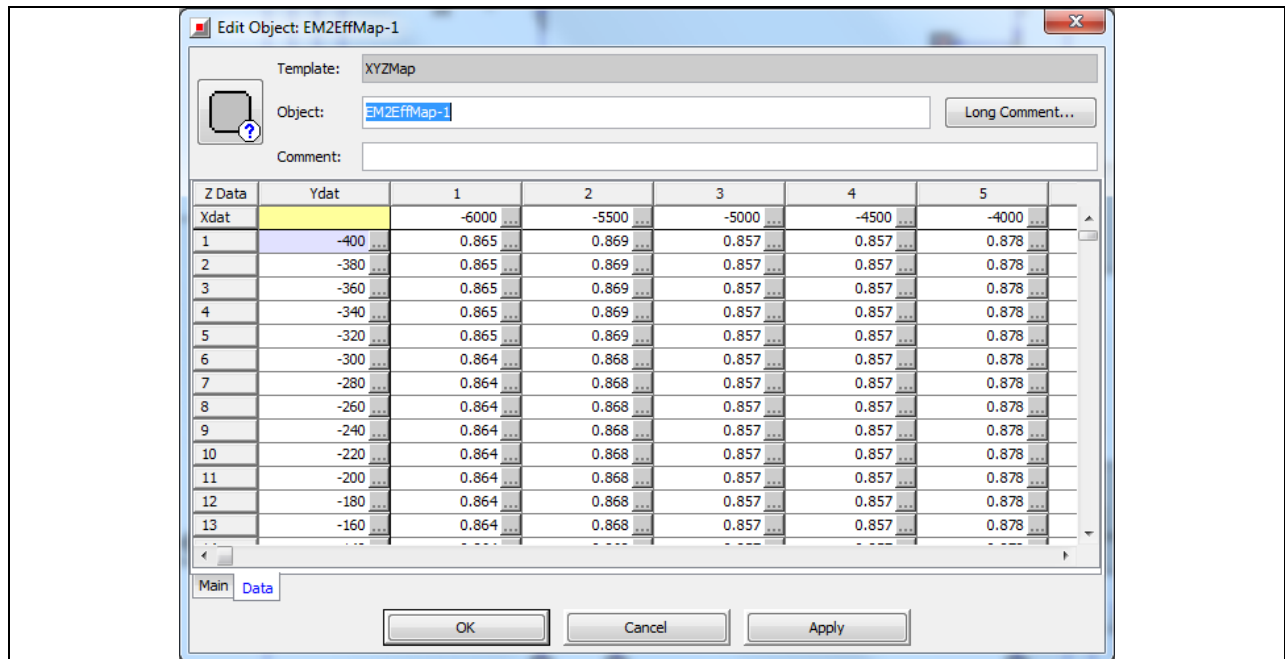 Edit Object: EM2EffMap-1
Template: XYZMap
Object: EM2EffMap-1 Long Comment...
Comment:
Z Data Ydat 1 2 3 4 5
Xdat -6000 ... -5500 ... -5000 ... -4500 ... -4000 ...
1 -400 ... 0.865 ... 0.869 ... 0.857 ... 0.857 ... 0.878 ...
2 -380 ... 0.865 ... 0.869 ... 0.857 ... 0.857 ... 0.878 ...
3 -360 ... 0.865 ... 0.869 ... 0.857 ... 0.857 ... 0.878 ...
4 -340 ... 0.865 ... 0.869 ... 0.857 ... 0.857 ... 0.878 ...
5 -320 ... 0.865 ... 0.869 ... 0.857 ... 0.857 ... 0.878 ...
6 -300 ... 0.864 ... 0.868 ... 0.857 ... 0.857 ... 0.878 ...
7 -280 ... 0.864 ... 0.868 ... 0.857 ... 0.857 ... 0.878 ...
8 -260 ... 0.864 ... 0.868 ... 0.857 ... 0.857 ... 0.878 ...
9 -240 ... 0.864 ... 0.868 ... 0.857 ... 0.857 ... 0.878 ...
10 -220 ... 0.864 ... 0.868 ... 0.857 ... 0.857 ... 0.878 ...
11 -200 ... 0.864 ... 0.868 ... 0.857 ... 0.857 ... 0.878 ...
12 -180 ... 0.864 ... 0.868 ... 0.857 ... 0.857 ... 0.878 ...
13 -160 ... 0.864 ... 0.868 ... 0.857 ... 0.857 ... 0.878 ...
Main Data
OK Cancel Apply